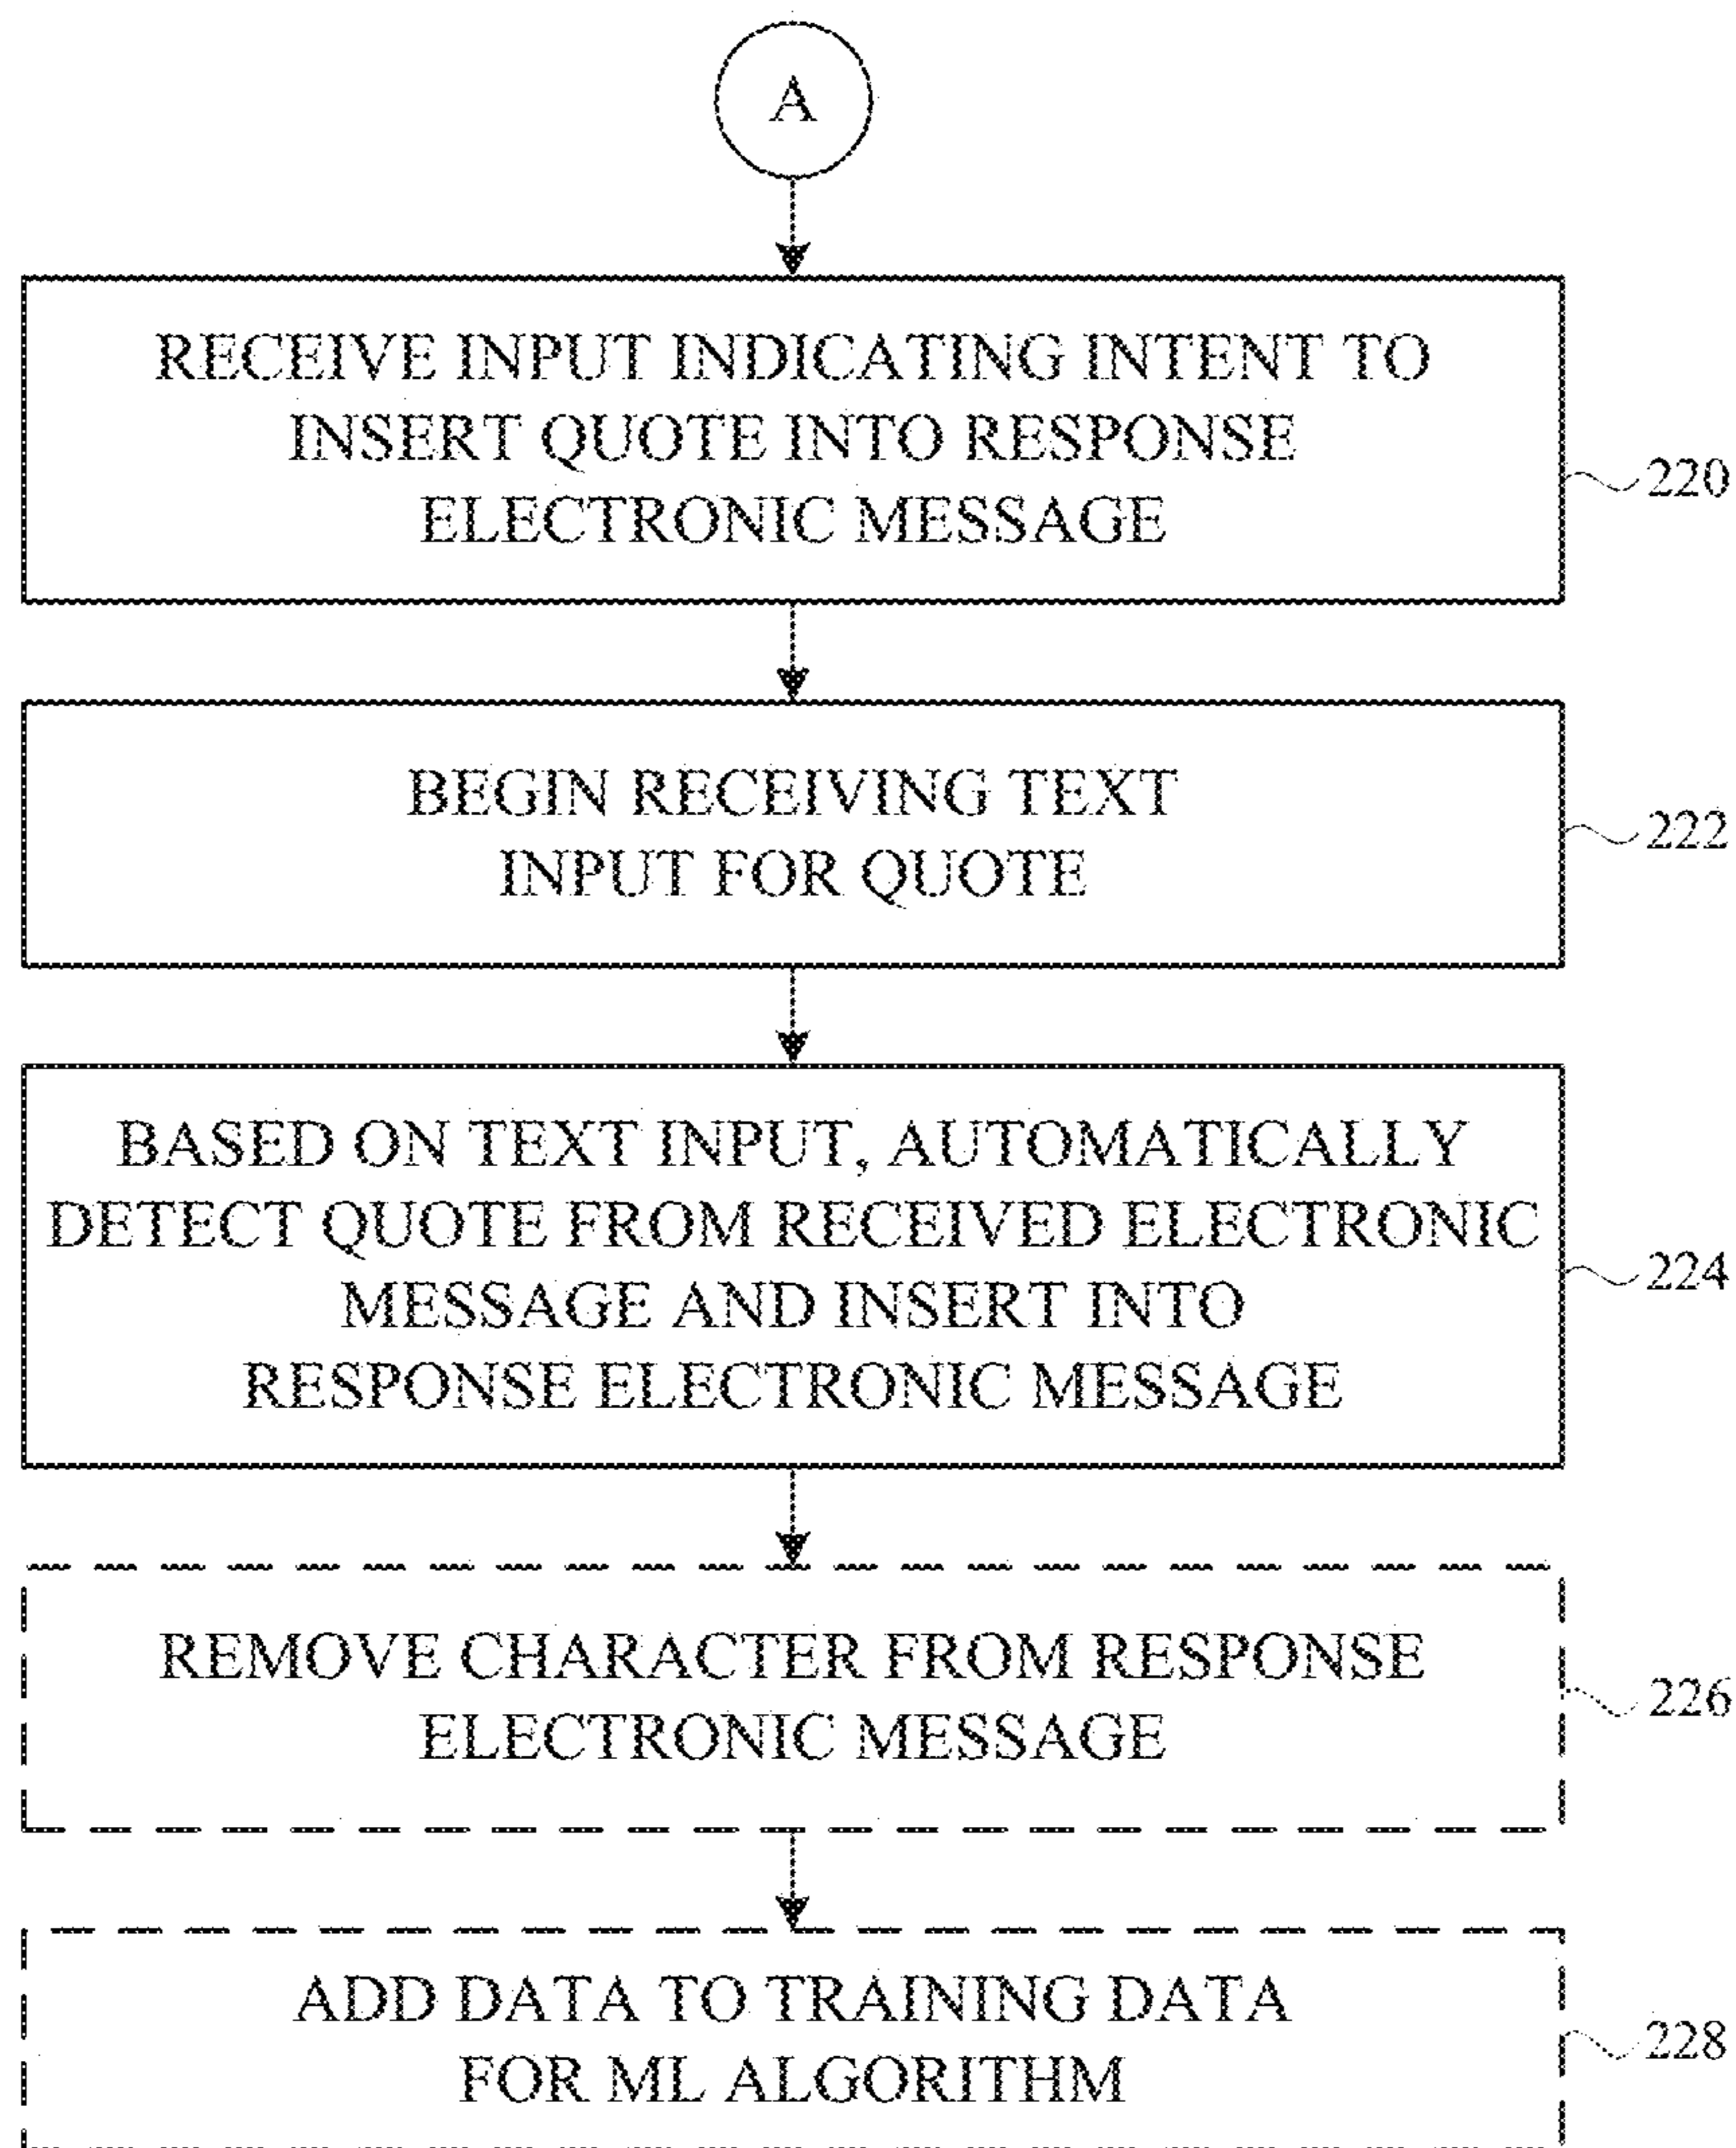 A
RECEIVE INPUT INDICATING INTENT TO
INSERT QUOTE INTO RESPONSE
ELECTRONIC MESSAGE
220
BEGIN RECEIVING TEXT
INPUT FOR QUOTE
222
BASED ON TEXT INPUT, AUTOMATICALLY
DETECT QUOTE FROM RECEIVED ELECTRONIC
MESSAGE AND INSERT INTO
RESPONSE ELECTRONIC MESSAGE
224
REMOVE CHARACTER FROM RESPONSE
ELECTRONIC MESSAGE
226
ADD DATA TO TRAINING DATA
FOR ML ALGORITHM
228